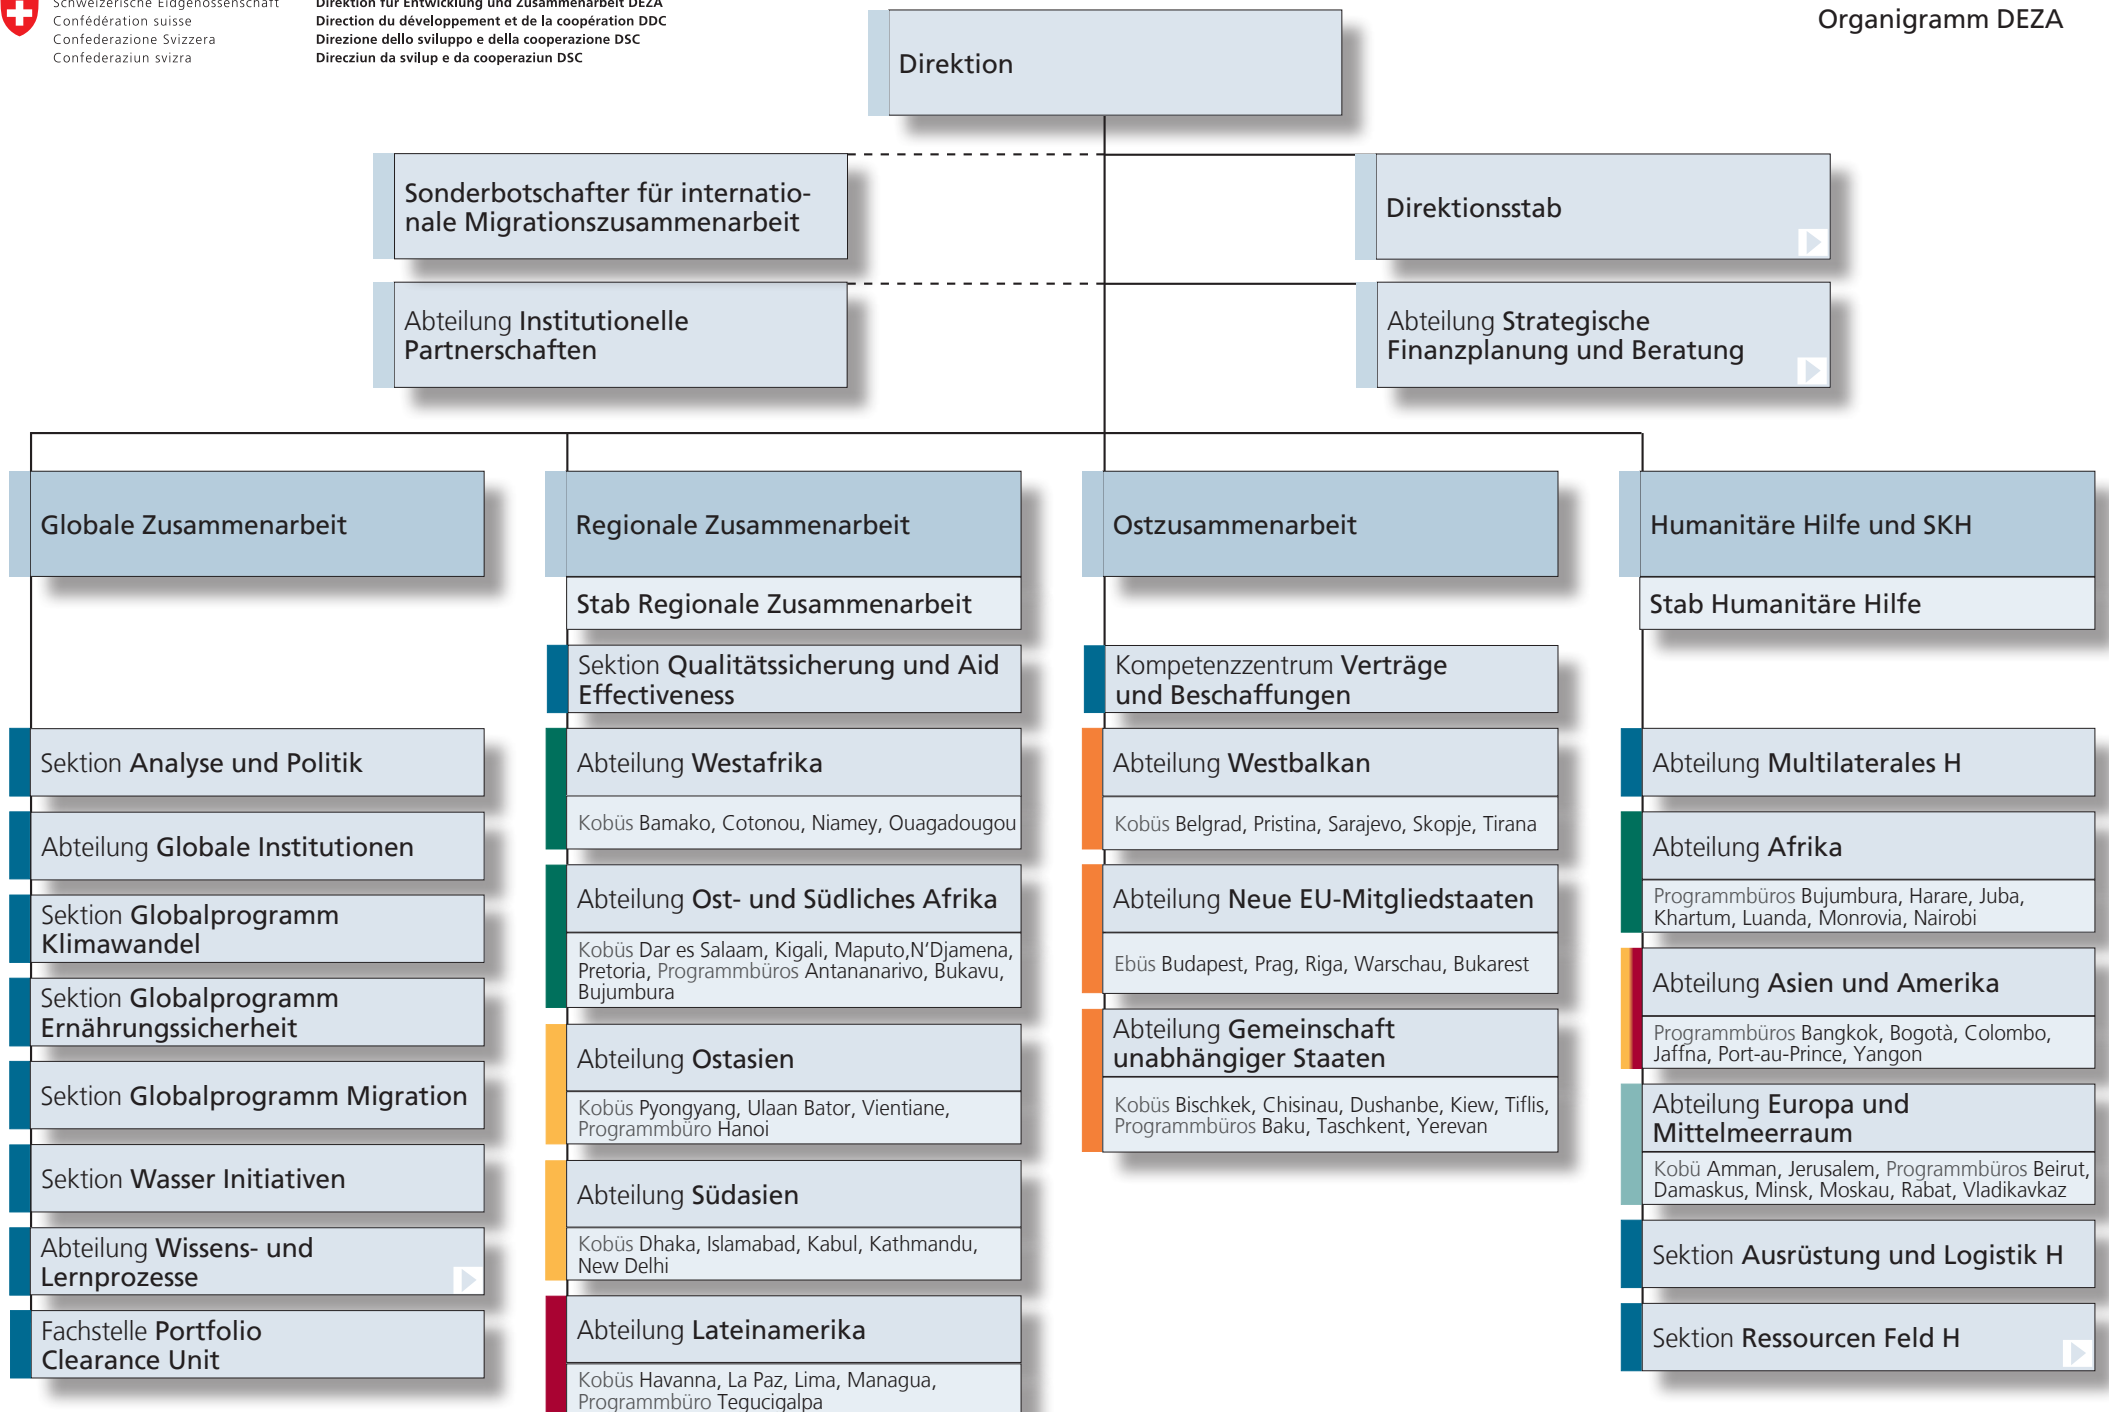 Schweizerische Eidgenossenschaft
Confédération suisse
Confederazione Svizzera
Confederaziun svizra
Direktion für Entwicklung und Zusammenarbeit DEZA
Direction du développement et de la coopération DDC
Direzione dello sviluppo e della cooperazione DSC
Direcziun da svilup e da cooperaziun DSC
Organigramm DEZA
Direktion
Sonderbotschafter für internatio-
nale Migrationszusammenarbeit
Direktionsstab
Abteilung Institutionelle
Partnerschaften
Abteilung Strategische
Finanzplanung und Beratung
Globale Zusammenarbeit
Sektion Analyse und Politik
Abteilung Globale Institutionen
Sektion Globalprogramm
Klimawandel
Sektion Globalprogramm
Ernährungssicherheit
Sektion Globalprogramm Migration
Sektion Wasser Initiativen
Abteilung Wissens- und
Lernprozesse
Fachstelle Portfolio
Clearance Unit
Regionale Zusammenarbeit
Stab Regionale Zusammenarbeit
Sektion Qualitätssicherung und Aid
Effectiveness
Abteilung Westafrika
Kobüs Bamako, Cotonou, Niamey, Ouagadougou
Abteilung Ost- und Südliches Afrika
Kobüs Dar es Salaam, Kigali, Maputo,N’Djamena,
Pretoria, Programmbüros Antananarivo, Bukavu,
Bujumbura
Abteilung Ostasien
Kobüs Pyongyang, Ulaan Bator, Vientiane,
Programmbüro Hanoi
Abteilung Südasien
Kobüs Dhaka, Islamabad, Kabul, Kathmandu,
New Delhi
Abteilung Lateinamerika
Kobüs Havanna, La Paz, Lima, Managua,
Programmbüro Tegucigalpa
Ostzusammenarbeit
Kompetenzzentrum Verträge
und Beschaffungen
Abteilung Westbalkan
Kobüs Belgrad, Pristina, Sarajevo, Skopje, Tirana
Abteilung Neue EU-Mitgliedstaaten
Ebüs Budapest, Prag, Riga, Warschau, Bukarest
Abteilung Gemeinschaft
unabhängiger Staaten
Kobüs Bischkek, Chisinau, Dushanbe, Kiew, Tiflis,
Programmbüros Baku, Taschkent, Yerevan
Humanitäre Hilfe und SKH
Stab Humanitäre Hilfe
Abteilung Multilaterales H
Abteilung Afrika
Programmbüros Bujumbura, Harare, Juba,
Khartum, Luanda, Monrovia, Nairobi
Abteilung Asien und Amerika
Programmbüros Bangkok, Bogotà, Colombo,
Jaffna, Port-au-Prince, Yangon
Abteilung Europa und
Mittelmeerraum
Kobü Amman, Jerusalem, Programmbüros Beirut,
Damaskus, Minsk, Moskau, Rabat, Vladikavkaz
Sektion Ausrüstung und Logistik H
Sektion Ressourcen Feld H